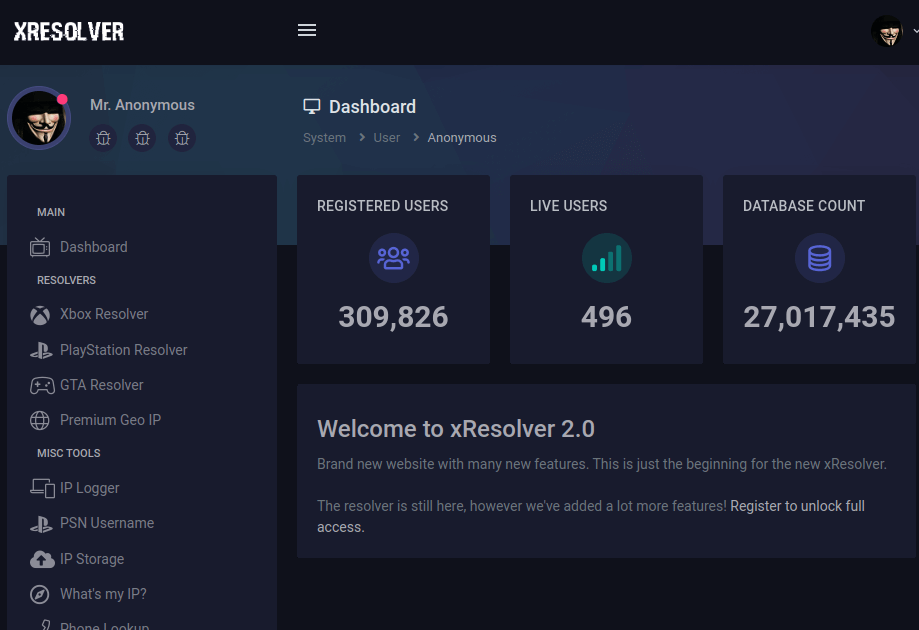 XRESOLVER
Mr. Anonymous
Dashboard
System > User > Anonymous
MAIN
Dashboard
RESOLVERS
Xbox Resolver
PlayStation Resolver
GTA Resolver
Premium Geo IP
MISC TOOLS
IP Logger
PSN Username
IP Storage
What's my IP?
Phone Lookup
REGISTERED USERS
309,826
LIVE USERS
496
DATABASE COUNT
27,017,435
Welcome to xResolver 2.0
Brand new website with many new features. This is just the beginning for the new xResolver.
The resolver is still here, however we've added a lot more features! Register to unlock full
access.